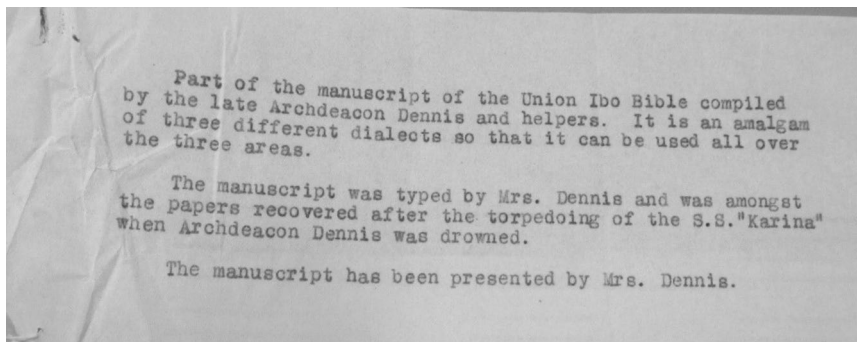 Part of the manuscript of the Union Ibo Bible compiled
by the late Archdeacon Dennis and helpers. It is an amalgam
of three different dialects so that it can be used all over
the three areas.
The manuscript was typed by Mrs. Dennis and was amongst
the papers recovered after the torpedoing of the S.S."Karina"
when Archdeacon Dennis was drowned.
The manuscript has been presented by Mrs. Dennis.